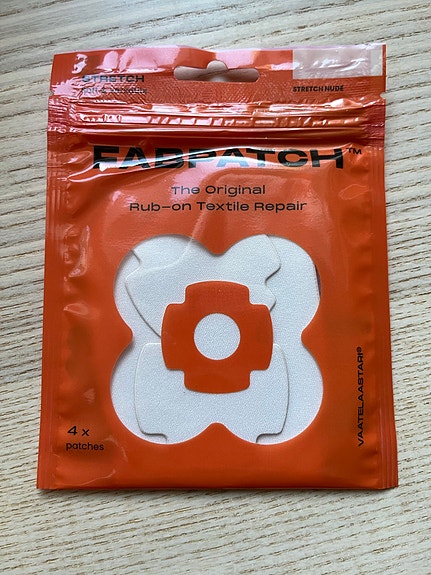 STRETCH
STRETCH NUDE
FABPATCH™
The Original
Rub-on Textile Repair
4 x
patches
VAATELAASTARI®